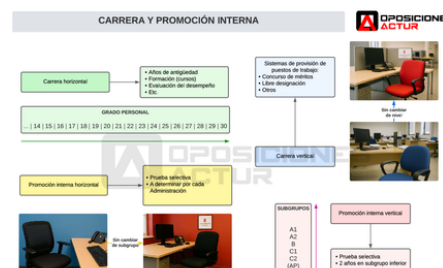 CARRERA Y PROMOCIÓN INTERNA
OPOSICIONE
ACTUR
Carrera horizontal
• Años de antigüedad
• Formación (cursos)
• Evaluación del desempeño
• Etc.
Sistemas de provisión de
puestos de trabajo:
• Concurso de méritos
• Libre designación
• Otros
GRADO PERSONAL
... | 14 | 15 | 16 | 17 | 18 | 19 | 20 | 21 | 22 | 23 | 24 | 25 | 26 | 27 | 28 | 29 | 30
Sin cambiar
de nivel
OPOSICIONE
ACTUR
Carrera vertical
Promoción interna horizontal
• Prueba selectiva
• A determinar por cada
Administración
Sin cambiar
de subgrupo
SUBGRUPOS
A1
A2
B
C1
C2
(AP)
Promoción interna vertical
• Prueba selectiva
• 2 años en subgrupo inferior